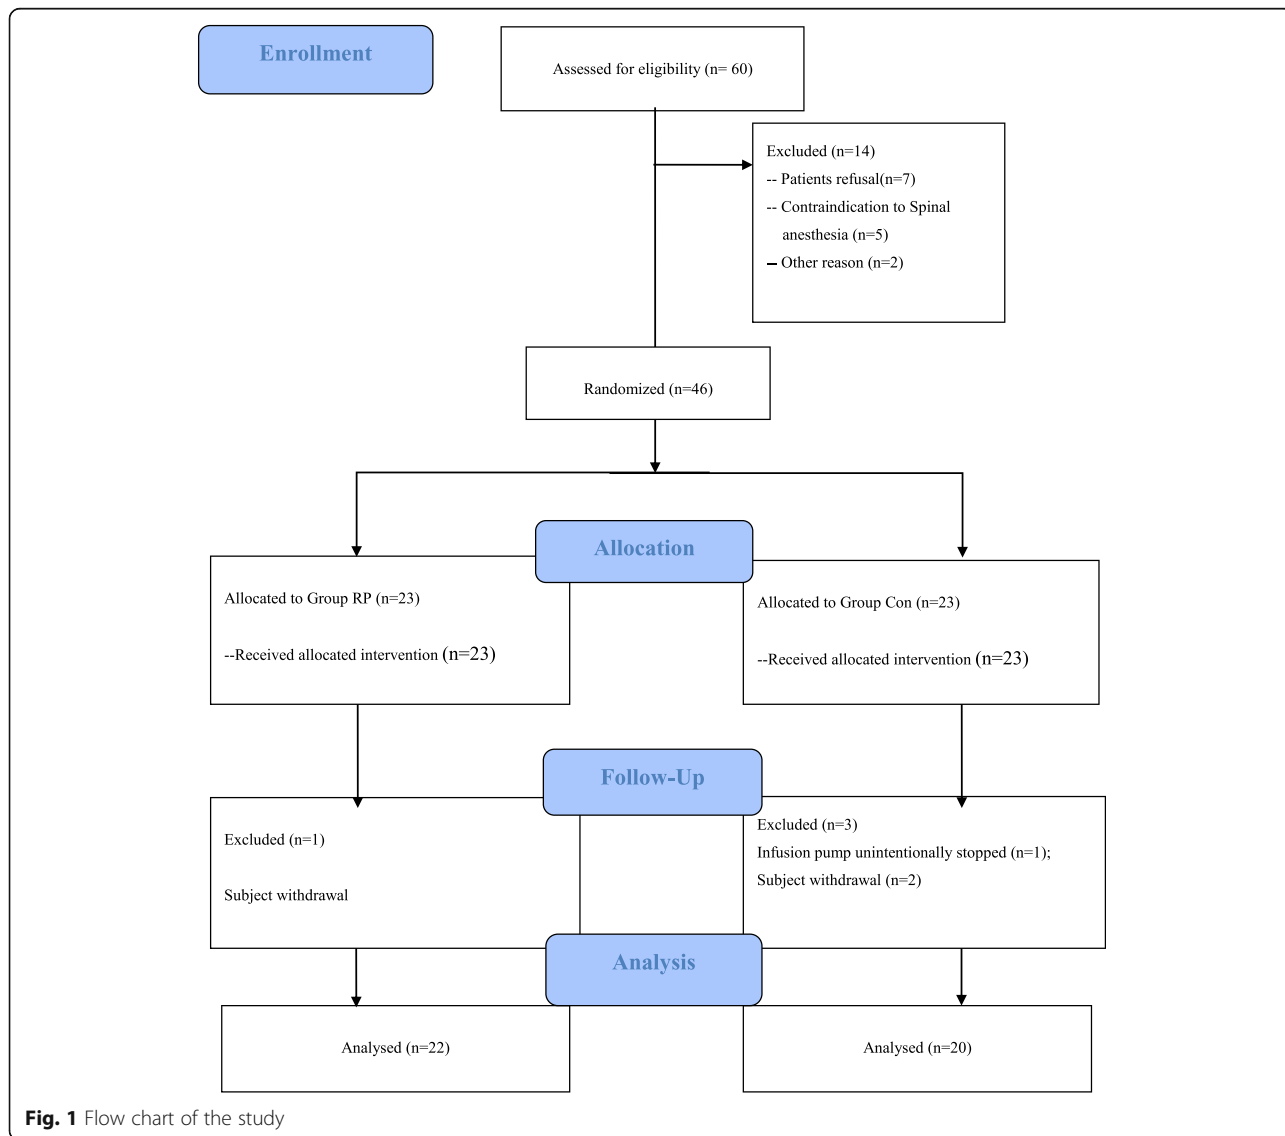 Enrollment
Assessed for eligibility (n= 60)
Excluded (n=14)
-- Patients refusal(n=7)
-- Contraindication to Spinal
anesthesia (n=5)
– Other reason (n=2)
Randomized (n=46)
Allocation
Allocated to Group RP (n=23)
--Received allocated intervention (n=23)
Allocated to Group Con (n=23)
--Received allocated intervention (n=23)
Follow-Up
Excluded (n=1)
Subject withdrawal
Excluded (n=3)
Infusion pump unintentionally stopped (n=1);
Subject withdrawal (n=2)
Analysis
Analysed (n=22)
Analysed (n=20)
Fig. 1 Flow chart of the study